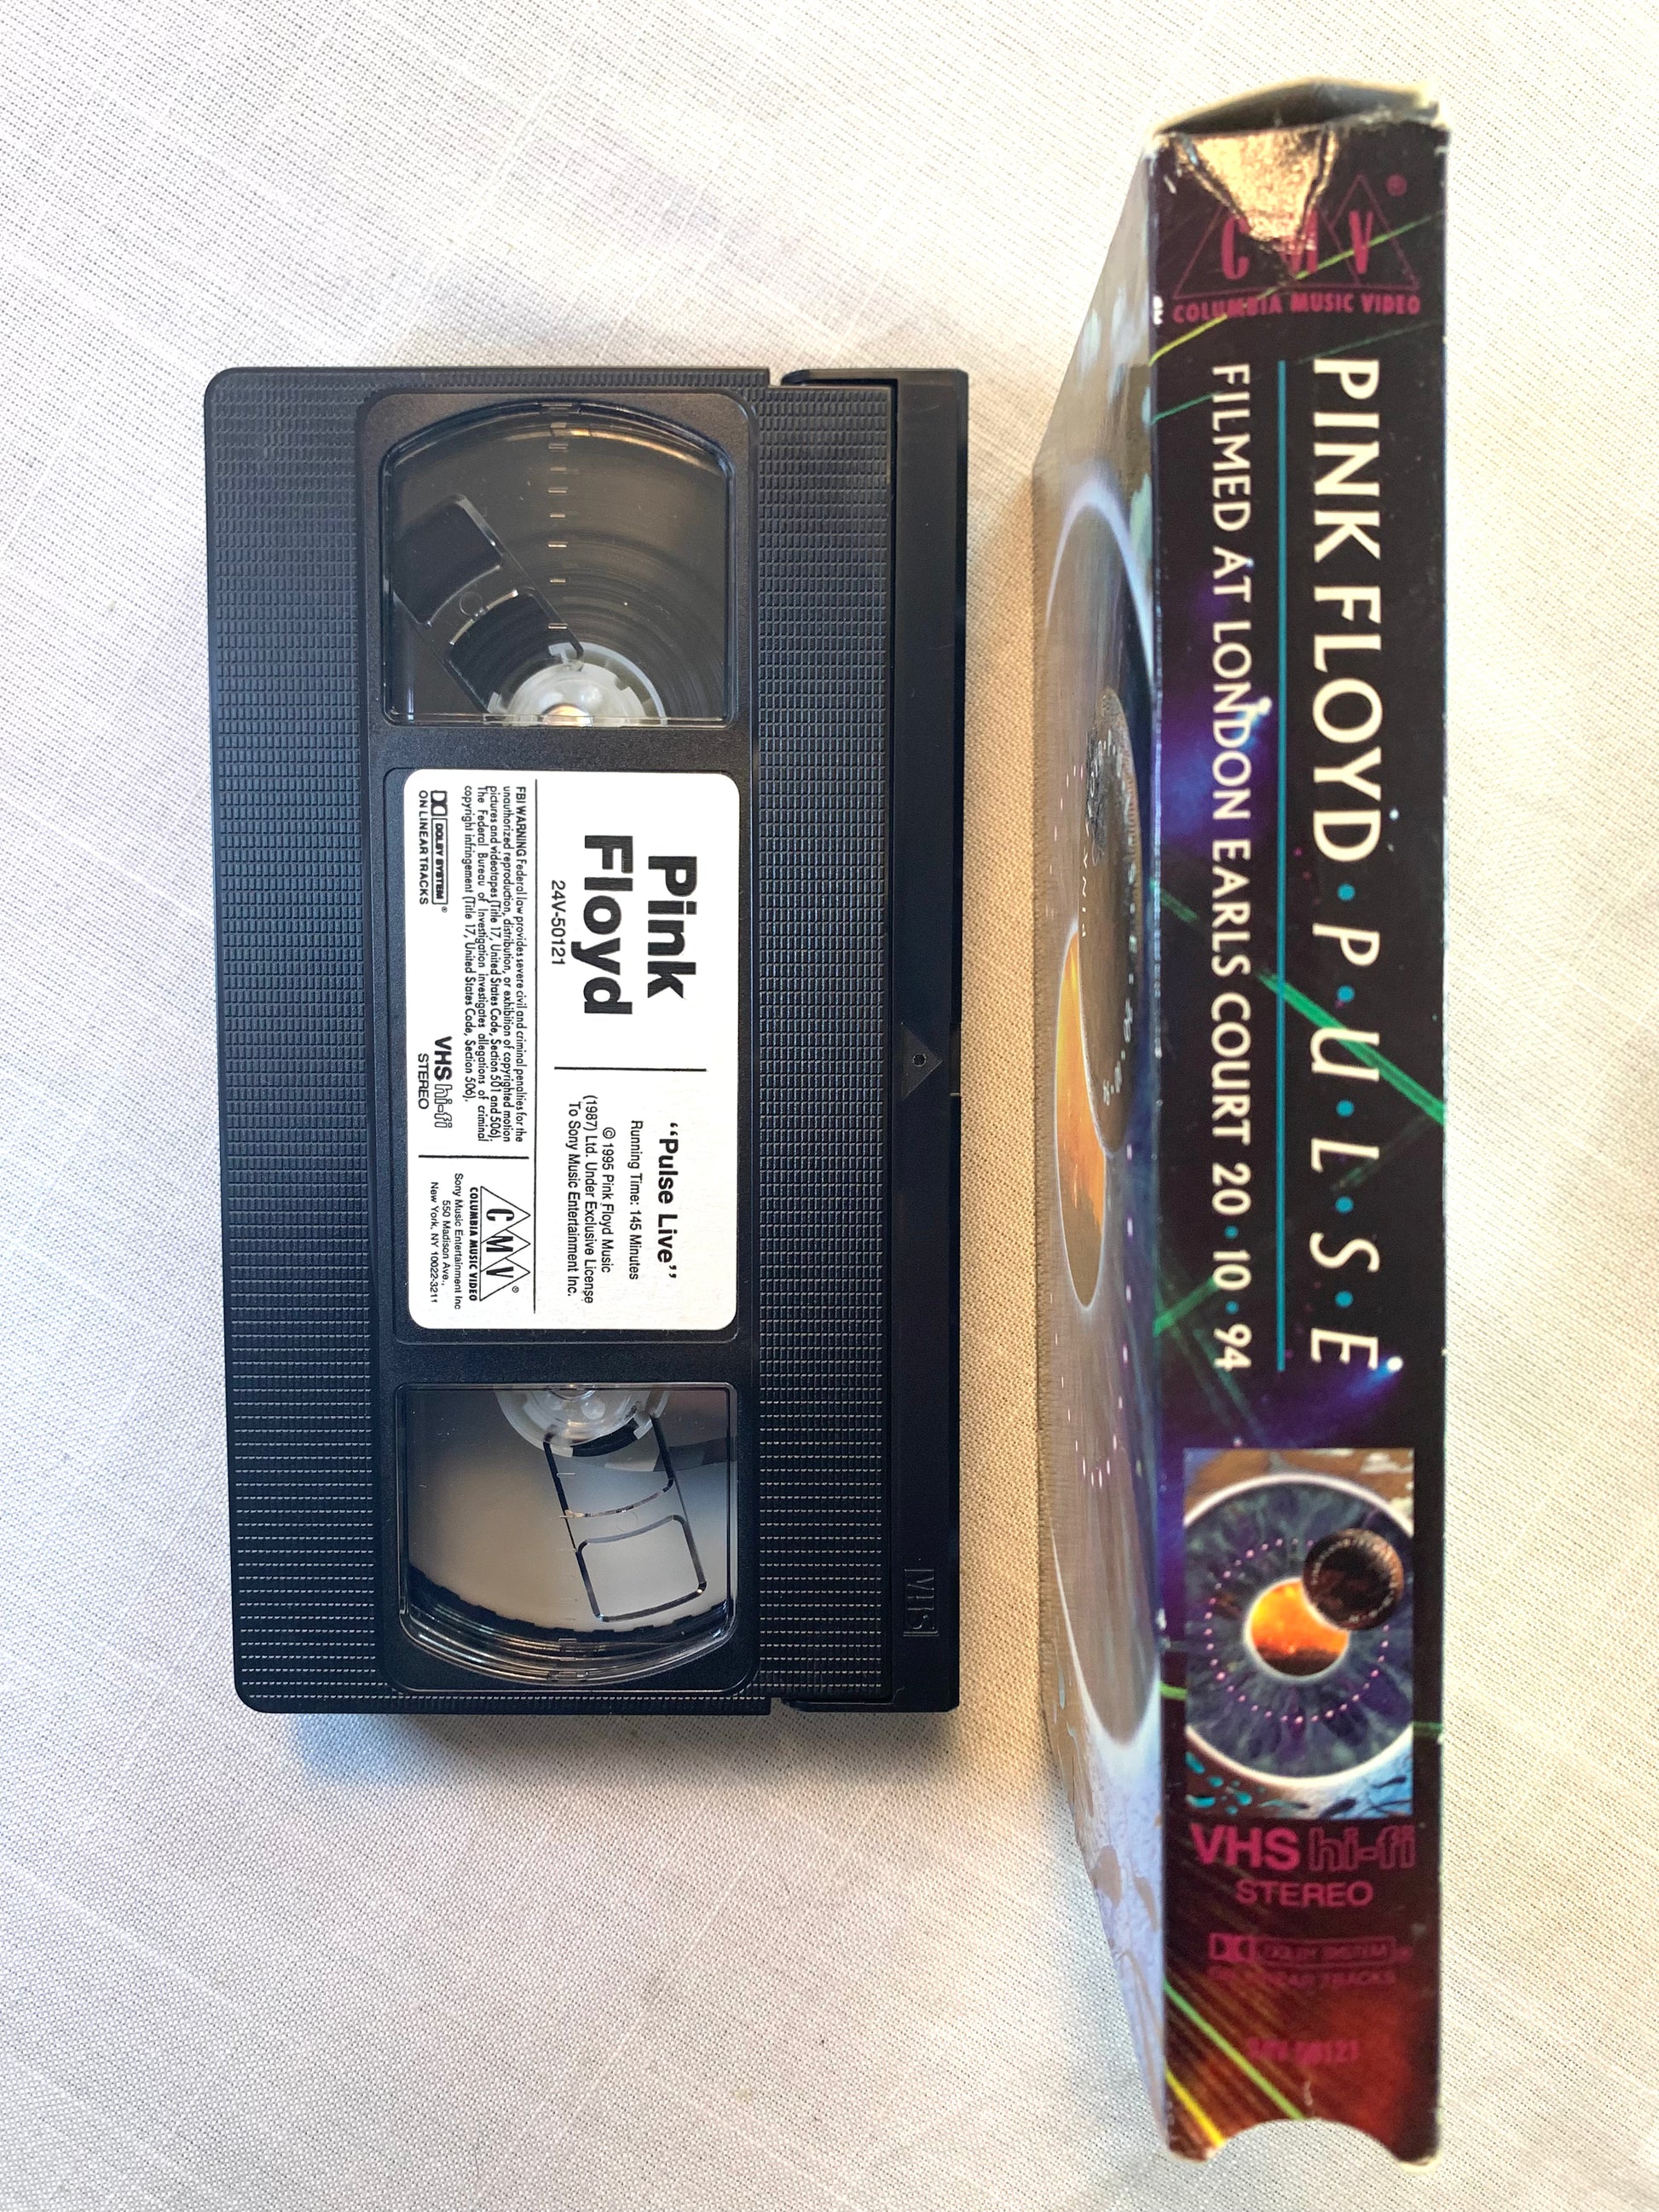 Pink
Floyd
24V-50121
“Pulse Live”
Running Time: 145 Minutes
© 1995 Pink Floyd Music
(1987) Ltd. Under Exclusive License
To Sony Music Entertainment Inc.
FBI WARNING Federal law provides severe civil and criminal penalties for the
unauthorized reproduction, distribution, or exhibition of copyrighted motion
pictures and videotapes (Title 17, United States Code, Section 501 and 506).
The Federal Bureau of Investigation investigates allegations of criminal
copyright infringement (Title 17, United States Code, Section 506).
DOLBY SYSTEM®
ON LINEAR TRACKS
VHS hi-fi
STEREO
CMV®
COLUMBIA MUSIC VIDEO
Sony Music Entertainment Inc
550 Madison Ave.,
New York, NY 10022-3211
VHS
CMV®
COLUMBIA MUSIC VIDEO
PINK FLOYD • P • U • L • S • E
FILMED AT LONDON EARLS COURT 20 • 10 • 94
VHS hi-fi
STEREO
DOLBY SYSTEM®
TRACKS